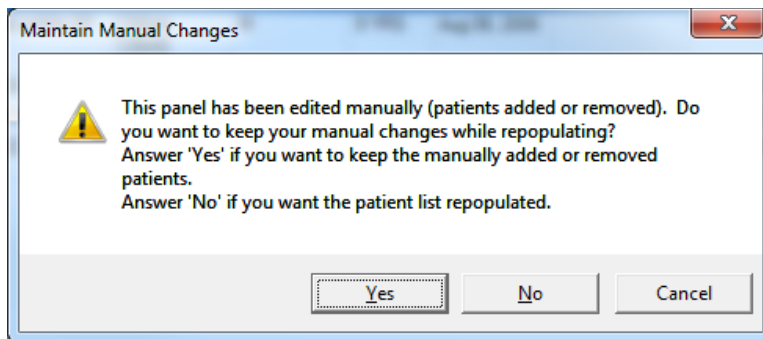 Maintain Manual Changes
This panel has been edited manually (patients added or removed).  Do
you want to keep your manual changes while repopulating?
Answer 'Yes' if you want to keep the manually added or removed
patients.
Answer 'No' if you want the patient list repopulated.
Yes
No
Cancel